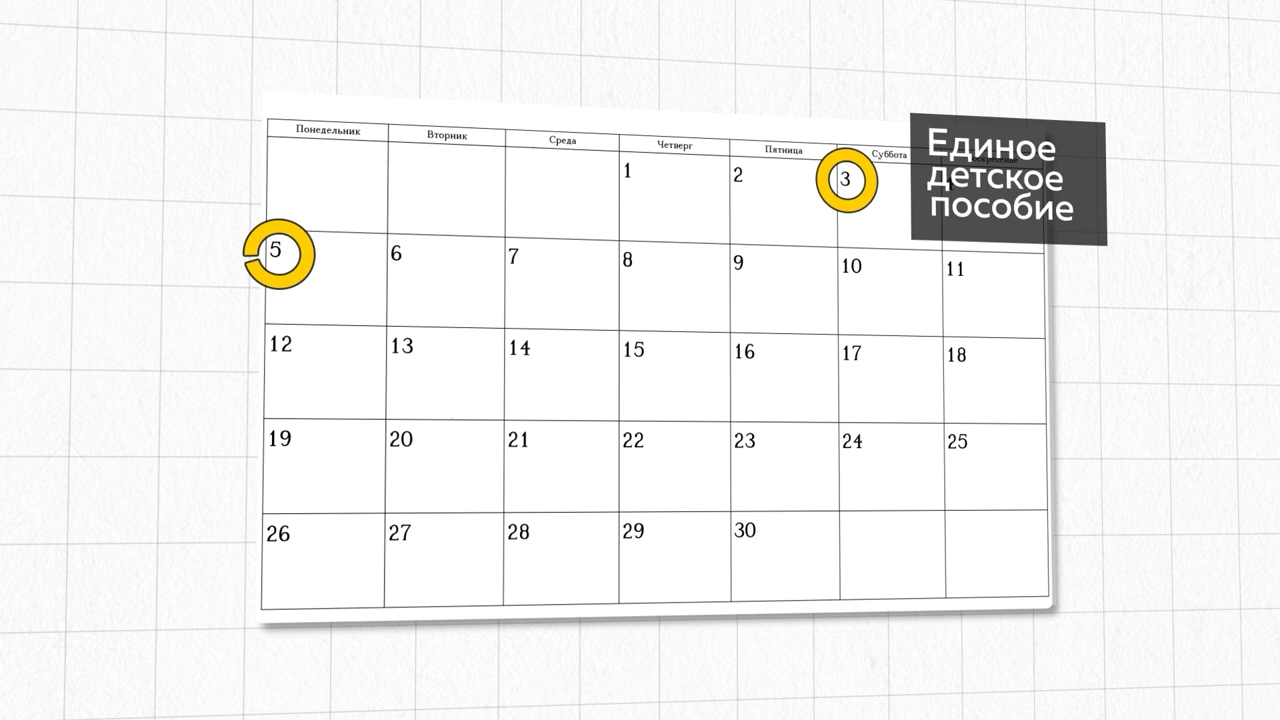 Понедельник Вторник Среда Четверг Пятница Суббота
Единое
детское
пособие
1 2 3
5 6 7 8 9 10 11
12 13 14 15 16 17 18
19 20 21 22 23 24 25
26 27 28 29 30